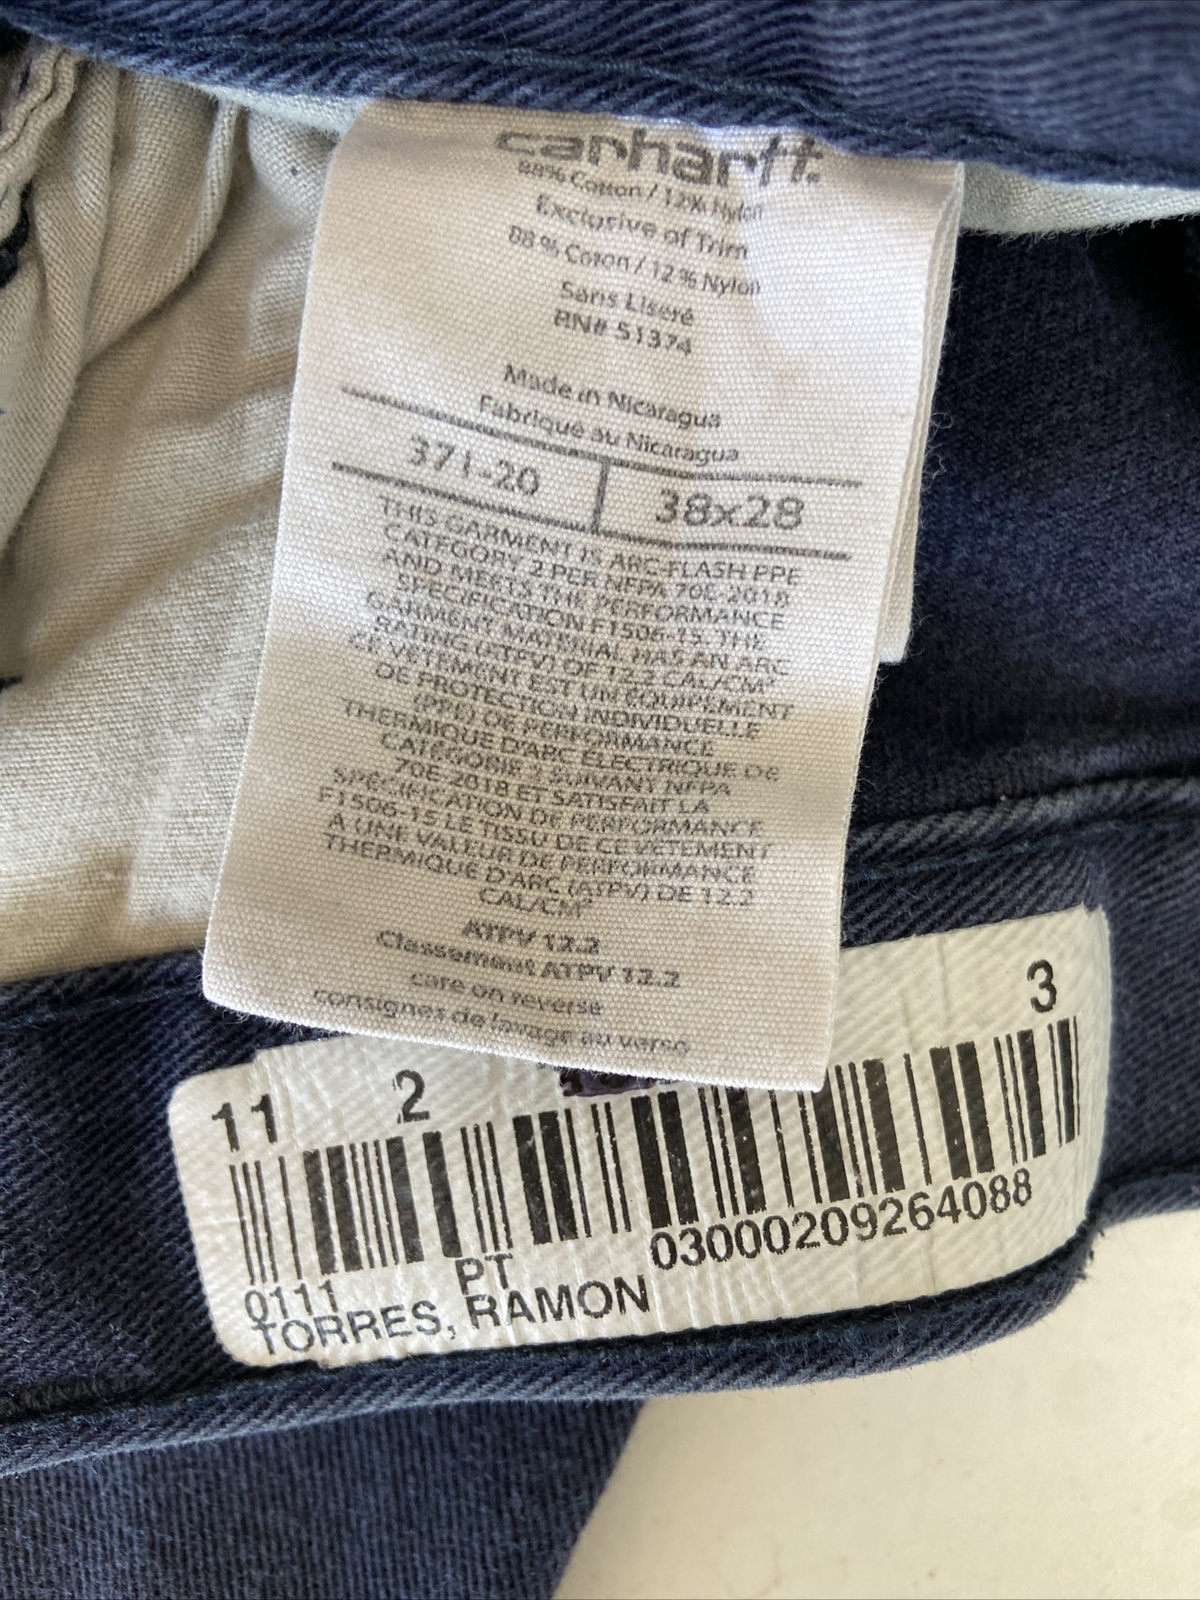 carhartt.
88% Cotton / 12% Nylon
Exclusive of Trim
88 % Coton / 12 % Nylon
Sans Liseré
RN# 51374
Made in Nicaragua
Fabriqué au Nicaragua
371-20 38x28
THIS GARMENT IS ARC-FLASH PPE
CATEGORY 2 PER NFPA 70E-2018
AND MEETS THE PERFORMANCE
SPECIFICATION F1506-15. THE
GARMENT MATERIAL HAS AN ARC
RATING (ATPV) OF 12.2 CAL/CM²
CE VÊTEMENT EST UN ÉQUIPEMENT
DE PROTECTION INDIVIDUELLE
(PPE) DE PERFORMANCE
THERMIQUE D'ARC ÉLECTRIQUE DE
CATÉGORIE 2 SUIVANT NFPA
70E-2018 ET SATISFAIT LA
SPÉCIFICATION DE PERFORMANCE
F1506-15 LE TISSU DE CE VÊTEMENT
A UNE VALEUR DE PERFORMANCE
THERMIQUE D'ARC (ATPV) DE 12.2
CAL/CM²
ATPV 12.2
Classement ATPV 12.2
care on reverse
consignes de lavage au verso
11 2 3
03000209264088
0111 PT
TORRES, RAMON